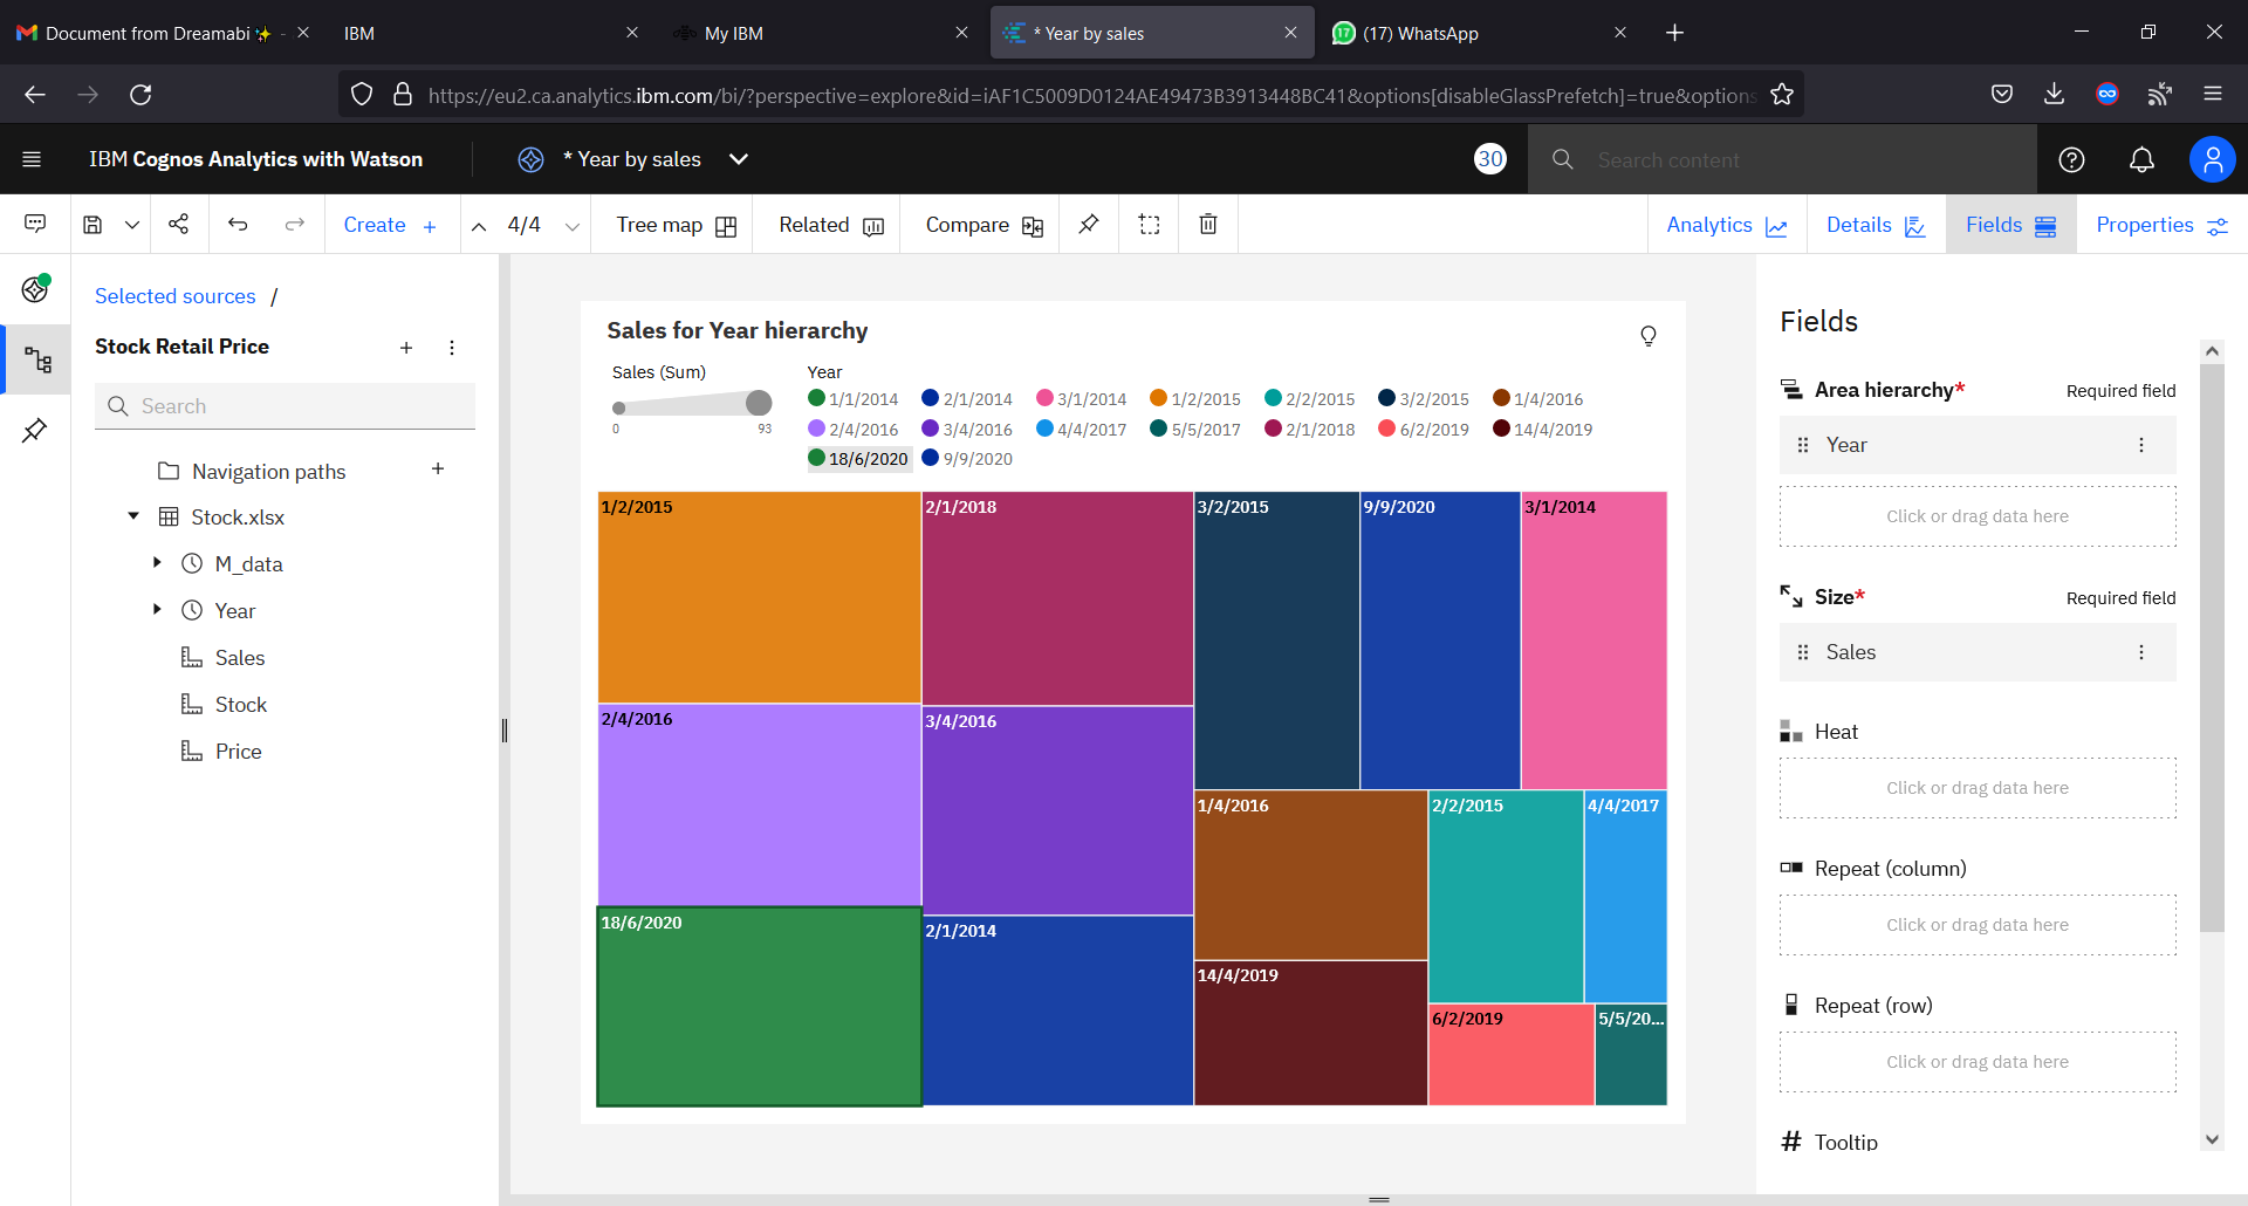 Document from Dreamabi ✨ -
IBM
My IBM
* Year by sales
(17) WhatsApp
https://eu2.ca.analytics.ibm.com/bi/?perspective=explore&id=iAF1C5009D0124AE49473B3913448BC41&options[disableGlassPrefetch]=true&options
IBM Cognos Analytics with Watson
* Year by sales
30
Search content
Create +
4/4
Tree map
Related
Compare
Analytics
Details
Fields
Properties
Selected sources /
Stock Retail Price
Search
Navigation paths
Stock.xlsx
M_data
Year
Sales
Stock
Price
Sales for Year hierarchy
Sales (Sum)
0
93
Year
1/1/2014 2/1/2014 3/1/2014 1/2/2015 2/2/2015 3/2/2015 1/4/2016
2/4/2016 3/4/2016 4/4/2017 5/5/2017 2/1/2018 6/2/2019 14/4/2019
18/6/2020 9/9/2020
1/2/2015 2/1/2018 3/2/2015 9/9/2020 3/1/2014
2/4/2016 3/4/2016
1/4/2016 2/2/2015 4/4/2017
18/6/2020 2/1/2014
14/4/2019
6/2/2019 5/5/20...
Fields
Area hierarchy* Required field
Year
Click or drag data here
Size* Required field
Sales
Heat
Click or drag data here
Repeat (column)
Click or drag data here
Repeat (row)
Click or drag data here
# Tooltip